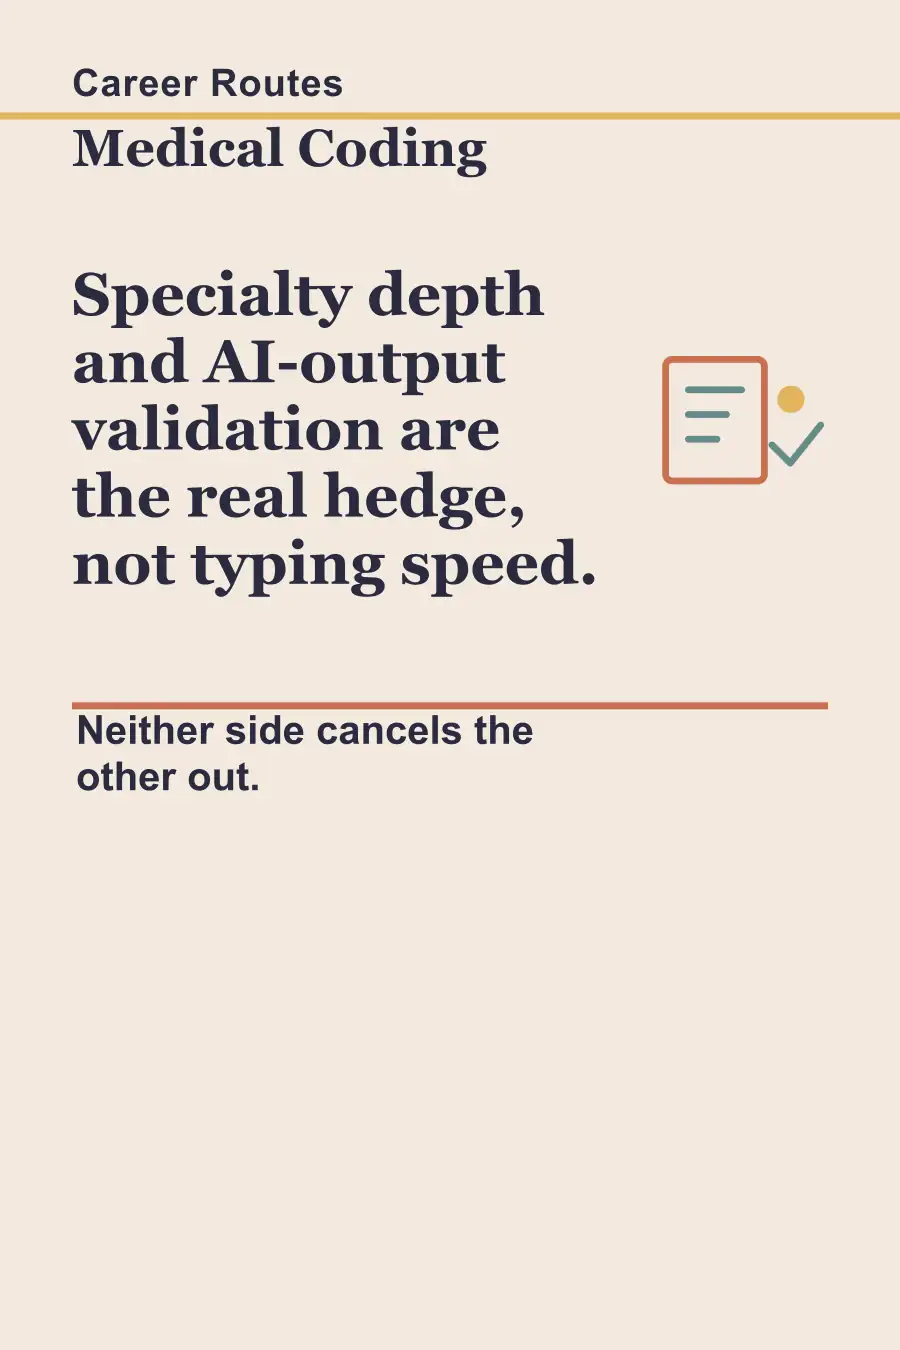 Career Routes
Medical Coding
Specialty depth
and AI-output
validation are
the real hedge,
not typing speed.
Neither side cancels the
other out.